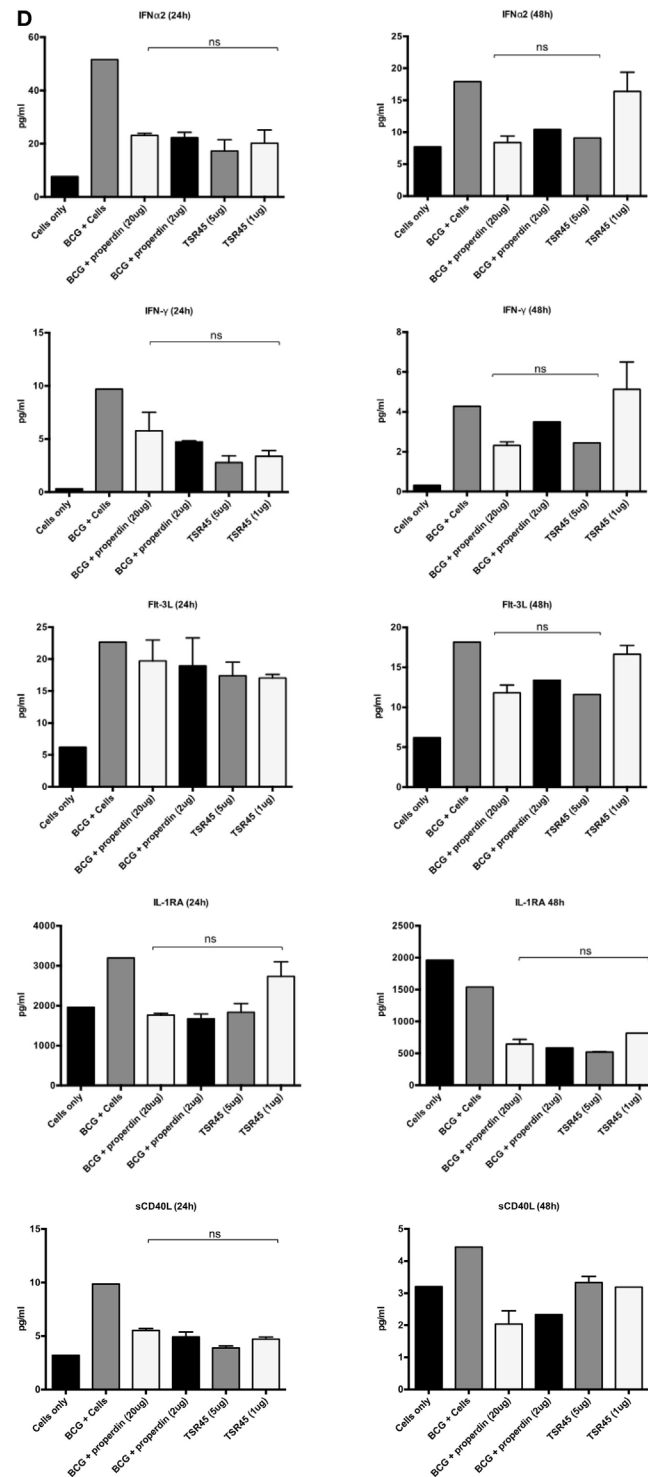 D
IFNα2 (24h)
pg/ml
60
40
20
0
ns
Cells only
BCG + Cells
BCG + properdin (20ug)
BCG + properdin (2ug)
TSR45 (5ug)
TSR45 (1ug)
IFNα2 (48h)
pg/ml
25
20
15
10
5
0
ns
Cells only
BCG + Cells
BCG + properdin (20ug)
BCG + properdin (2ug)
TSR45 (5ug)
TSR45 (1ug)
IFN-γ (24h)
pg/ml
15
10
5
0
ns
Cells only
BCG + Cells
BCG + properdin (20ug)
BCG + properdin (2ug)
TSR45 (5ug)
TSR45 (1ug)
IFN-γ (48h)
pg/ml
8
6
4
2
0
ns
Cells only
BCG + Cells
BCG + properdin (20ug)
BCG + properdin (2ug)
TSR45 (5ug)
TSR45 (1ug)
Flt-3L (24h)
pg/ml
25
20
15
10
5
0
Cells only
BCG + Cells
BCG + properdin (20ug)
BCG + properdin (2ug)
TSR45 (5ug)
TSR45 (1ug)
Flt-3L (48h)
pg/ml
20
15
10
5
0
ns
Cells only
BCG + Cells
BCG + properdin (20ug)
BCG + properdin (2ug)
TSR45 (5ug)
TSR45 (1ug)
IL-1RA (24h)
pg/ml
4000
3000
2000
1000
0
ns
Cells only
BCG + Cells
BCG + properdin (20ug)
BCG + properdin (2ug)
TSR45 (5ug)
TSR45 (1ug)
IL-1RA 48h
pg/ml
2500
2000
1500
1000
500
0
ns
Cells only
BCG + Cells
BCG + properdin (20ug)
BCG + properdin (2ug)
TSR45 (5ug)
TSR45 (1ug)
sCD40L (24h)
pg/ml
15
10
5
0
ns
Cells only
BCG + Cells
BCG + properdin (20ug)
BCG + properdin (2ug)
TSR45 (5ug)
TSR45 (1ug)
sCD40L (48h)
pg/ml
5
4
3
2
1
0
Cells only
BCG + Cells
BCG + properdin (20ug)
BCG + properdin (2ug)
TSR45 (5ug)
TSR45 (1ug)